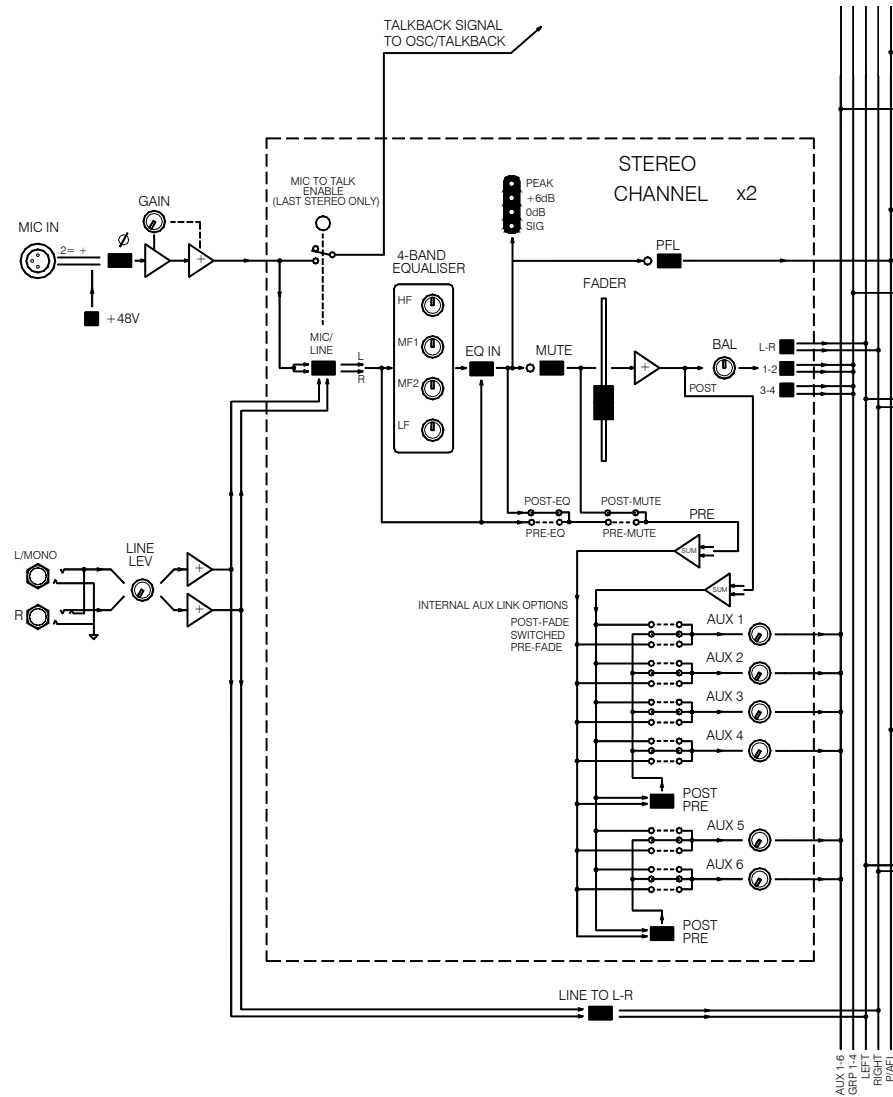 TALKBACK SIGNAL
TO OSC/TALKBACK
STEREO
CHANNEL x2
MIC TO TALK
ENABLE
(LAST STEREO ONLY)
PEAK
+6dB
0dB
SIG
GAIN
MIC IN
2= +
Ø
+48V
4-BAND
EQUALISER
HF
MF1
MF2
LF
PFL
FADER
MIC/
LINE
L
R
EQ IN
MUTE
BAL
POST
L-R
1-2
3-4
POST-EQ
PRE-EQ
POST-MUTE
PRE-MUTE
PRE
SUM
SUM
L/MONO
R
LINE
LEV
INTERNAL AUX LINK OPTIONS
POST-FADE
SWITCHED
PRE-FADE
AUX 1
AUX 2
AUX 3
AUX 4
POST
PRE
AUX 5
AUX 6
POST
PRE
LINE TO L-R
AUX 1-6
GRP 1-4
LEFT
RIGHT
P/AFL